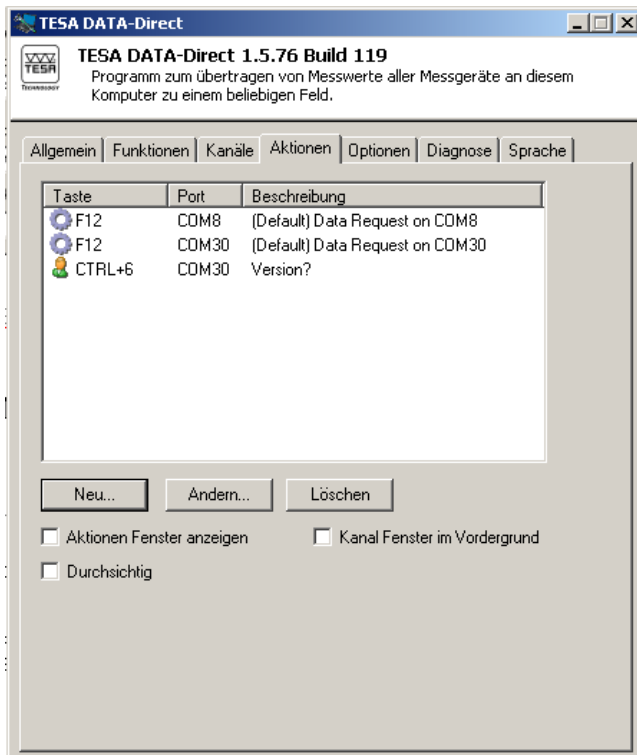 TESA DATA-Direct
TESA DATA-Direct 1.5.76 Build 119
TESA
TECHNOLOGY
Programm zum übertragen von Messwerte aller Messgeräte an diesem
Computer zu einem beliebigen Feld.
Allgemein Funktionen Kanäle Aktionen Optionen Diagnose Sprache
Taste Port Beschreibung
F12 COM8 (Default) Data Request on COM8
F12 COM30 (Default) Data Request on COM30
CTRL+6 COM30 Version?
Neu... Andern... Löschen
Aktionen Fenster anzeigen Kanal Fenster im Vordergrund
Durchsichtig